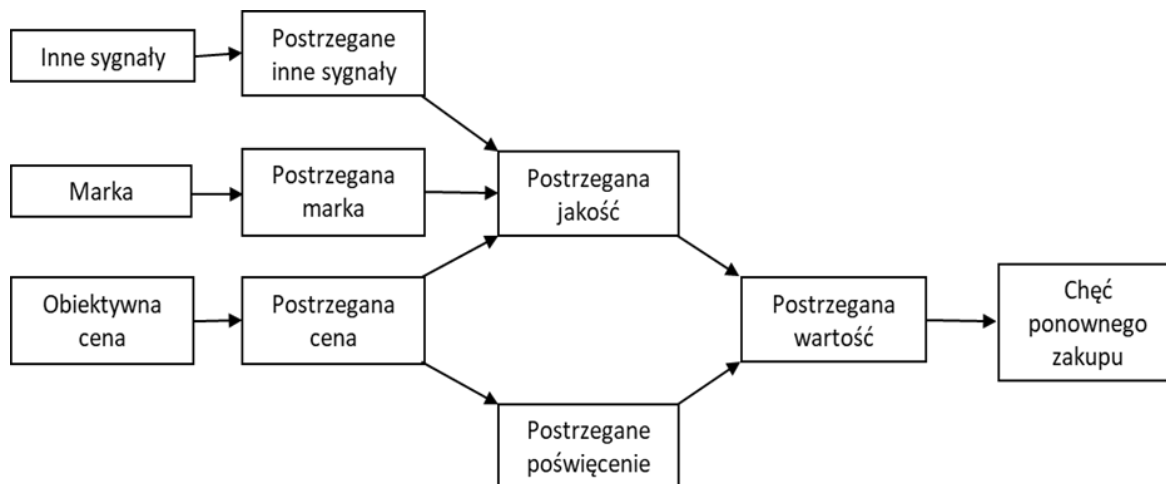 Inne sygnały
Postrzegane
inne sygnały
Marka
Postrzegana
marka
Postrzegana
jakość
Obiektywna
cena
Postrzegana
cena
Postrzegana
wartość
Chęć
ponownego
zakupu
Postrzegane
poświęcenie